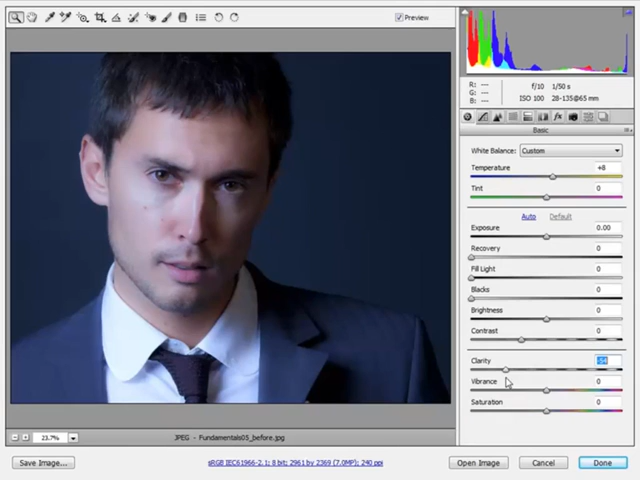 Preview
R: ---
G: ---
B: ---
f/10 1/50 s
ISO 100 28-135@65 mm
Basic
White Balance: Custom
Temperature +8
Tint 0
Auto Default
Exposure 0.00
Recovery 0
Fill Light 0
Blacks 0
Brightness 0
Contrast 0
Clarity -54
Vibrance 0
Saturation 0
23.7%
JPEG - Fundamentals05_before.jpg
Save Image...
sRGB IEC61966-2.1; 8 bit; 2961 by 2369 (7.0MP); 240 ppi
Open Image
Cancel
Done